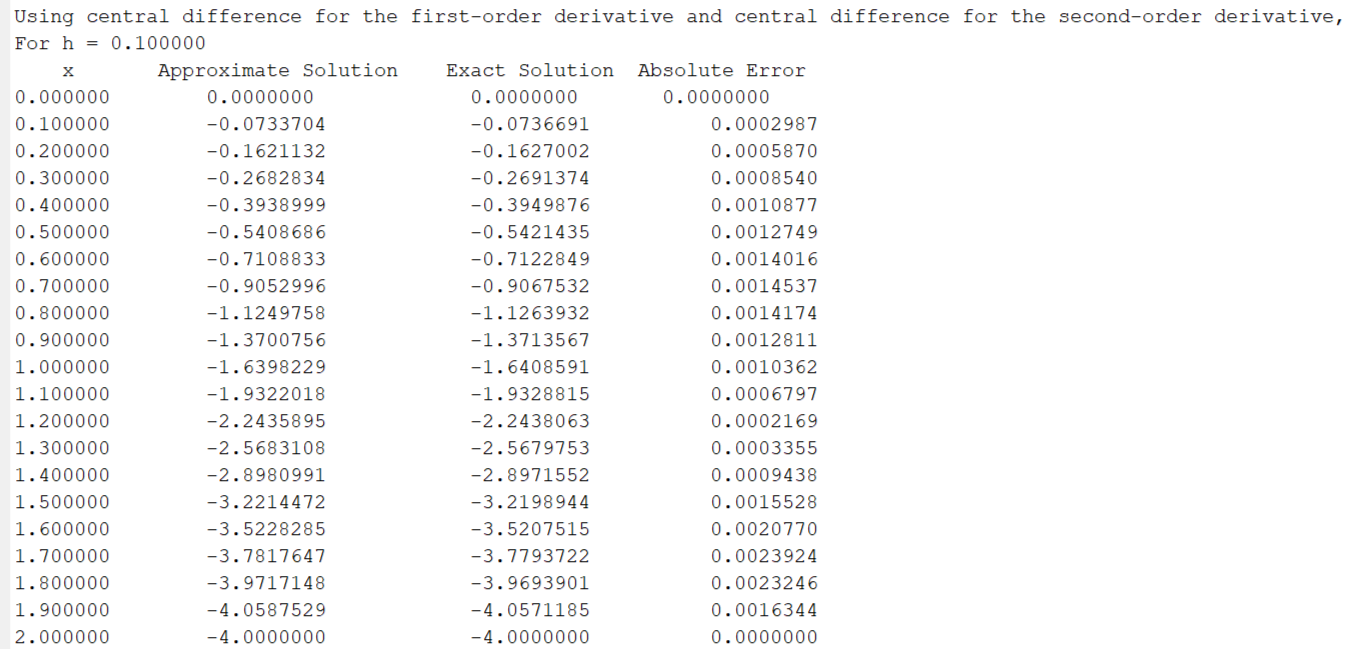 Using central difference for the first-order derivative and central difference for the second-order derivative,
For h = 0.100000
x Approximate Solution Exact Solution Absolute Error
0.000000 0.0000000 0.0000000 0.0000000
0.100000 -0.0733704 -0.0736691 0.0002987
0.200000 -0.1621132 -0.1627002 0.0005870
0.300000 -0.2682834 -0.2691374 0.0008540
0.400000 -0.3938999 -0.3949876 0.0010877
0.500000 -0.5408686 -0.5421435 0.0012749
0.600000 -0.7108833 -0.7122849 0.0014016
0.700000 -0.9052996 -0.9067532 0.0014537
0.800000 -1.1249758 -1.1263932 0.0014174
0.900000 -1.3700756 -1.3713567 0.0012811
1.000000 -1.6398229 -1.6408591 0.0010362
1.100000 -1.9322018 -1.9328815 0.0006797
1.200000 -2.2435895 -2.2438063 0.0002169
1.300000 -2.5683108 -2.5679753 0.0003355
1.400000 -2.8980991 -2.8971552 0.0009438
1.500000 -3.2214472 -3.2198944 0.0015528
1.600000 -3.5228285 -3.5207515 0.0020770
1.700000 -3.7817647 -3.7793722 0.0023924
1.800000 -3.9717148 -3.9693901 0.0023246
1.900000 -4.0587529 -4.0571185 0.0016344
2.000000 -4.0000000 -4.0000000 0.0000000